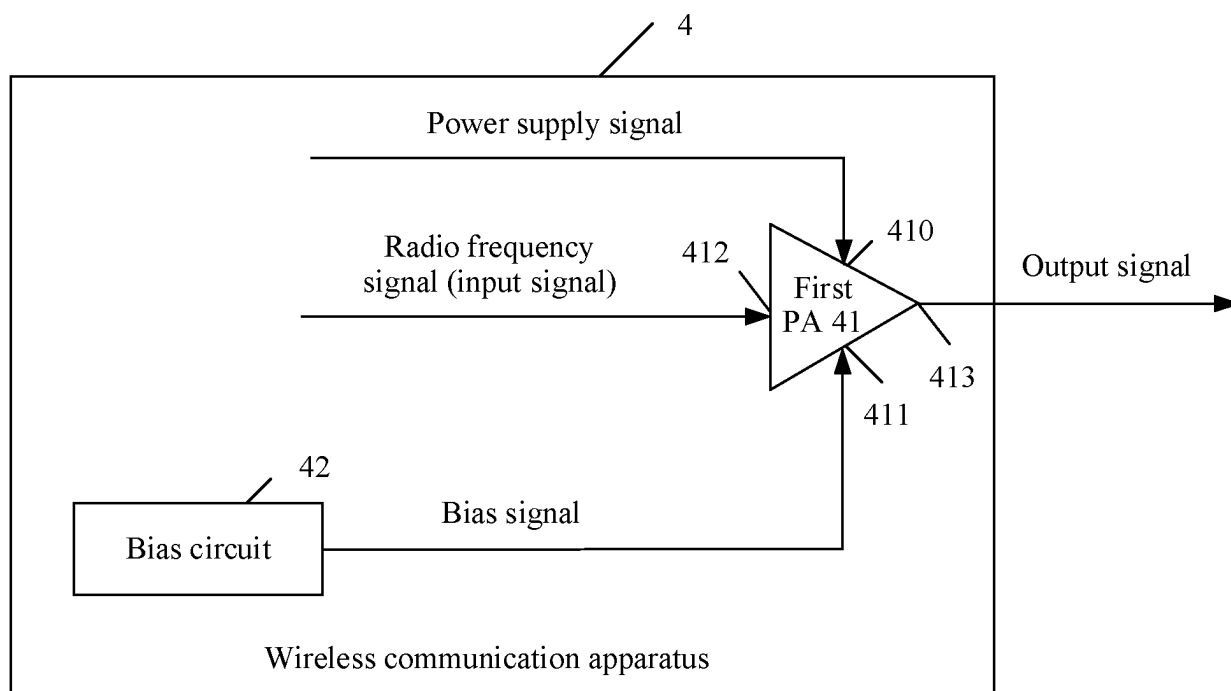 4
Power supply signal
Radio frequency
signal (input signal)
412
410
Output signal
First
PA 41
413
411
42
Bias signal
Bias circuit
Wireless communication apparatus